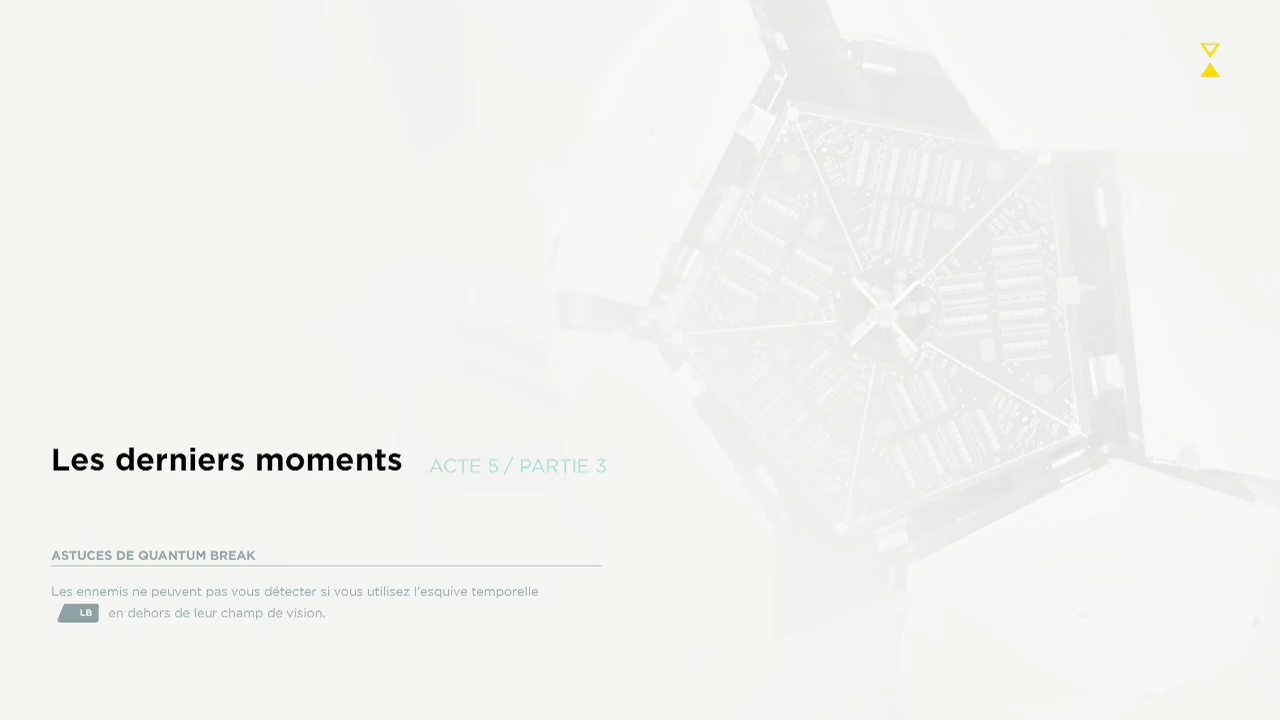 Les derniers moments ACTE 5 / PARTIE 3
ASTUCES DE QUANTUM BREAK
Les ennemis ne peuvent pas vous détecter si vous utilisez l'esquive temporelle
LB en dehors de leur champ de vision.